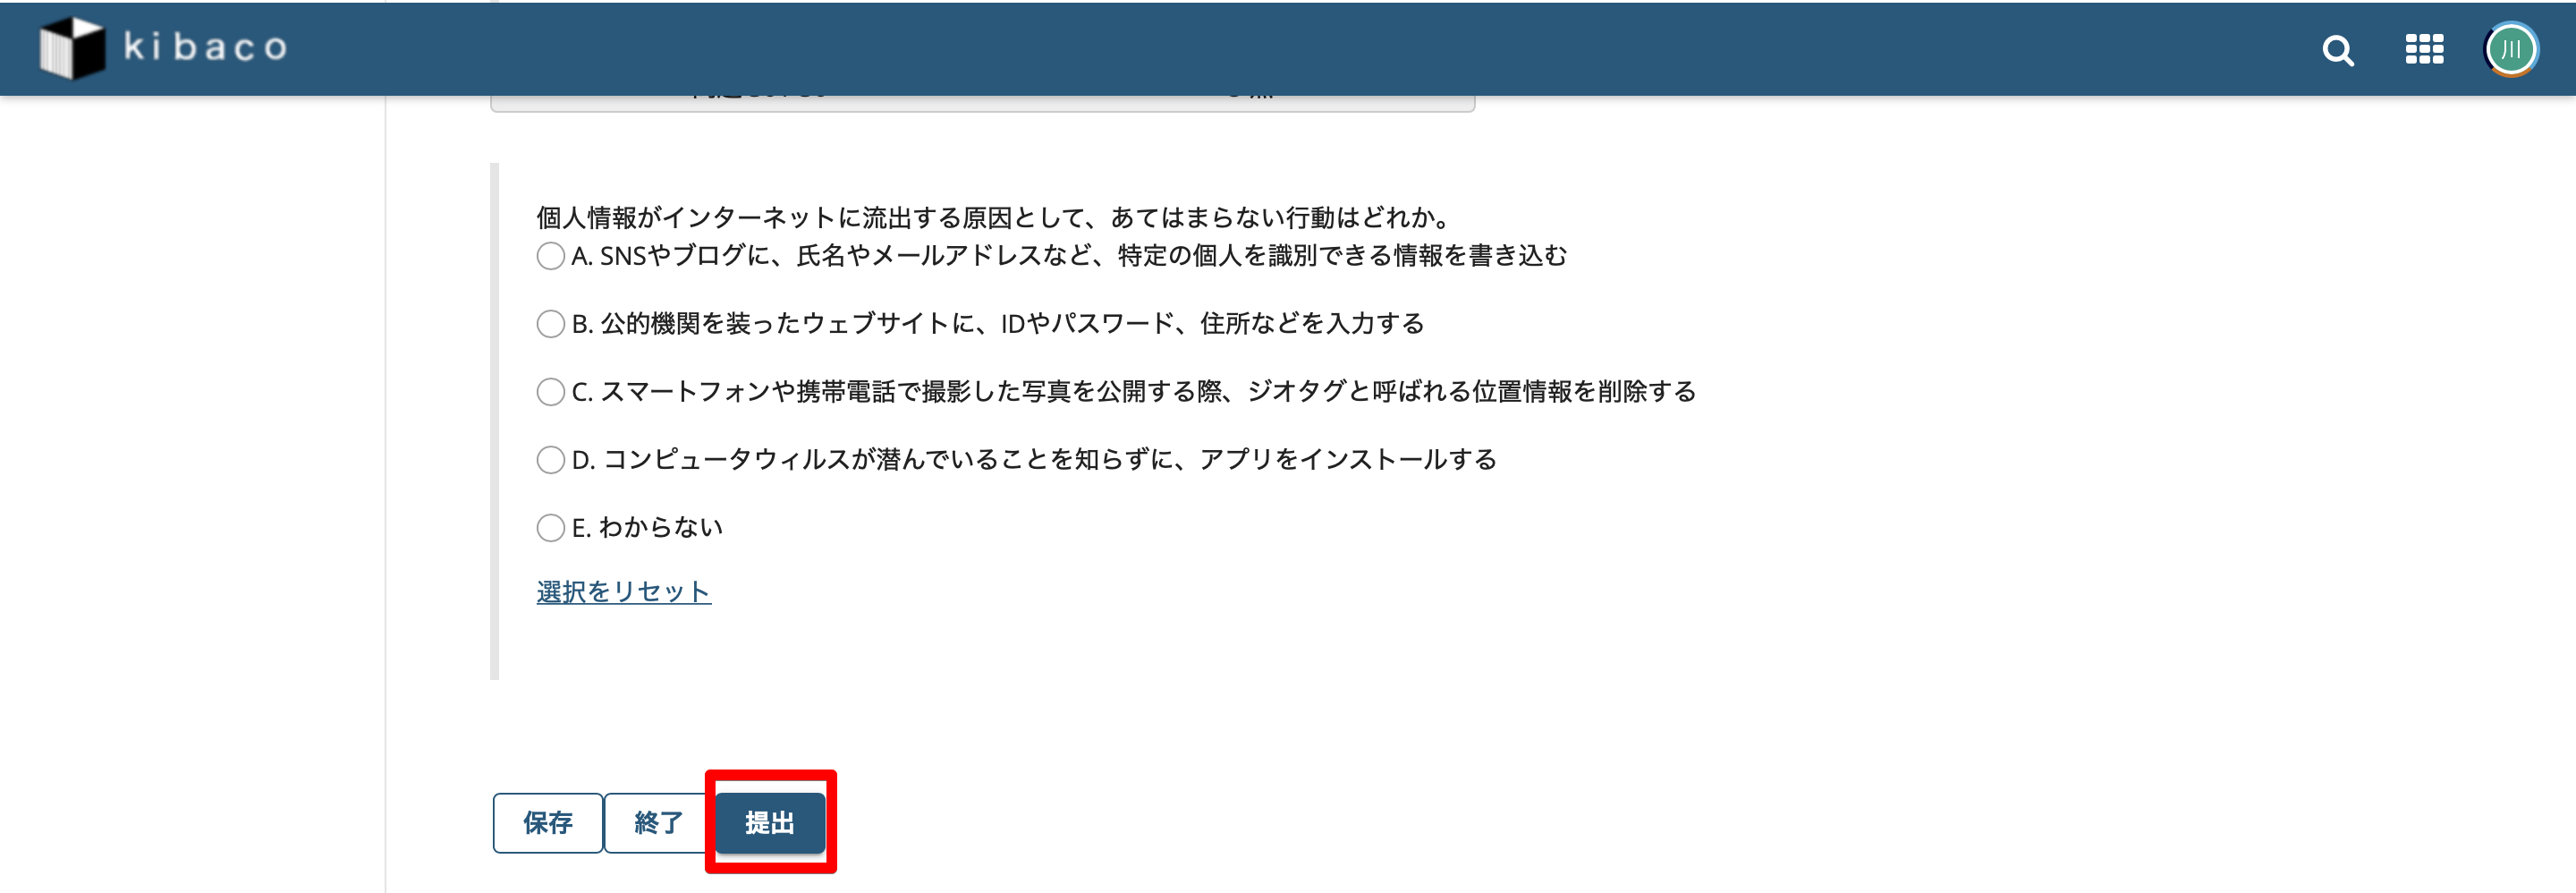 kibaco
川
個人情報がインターネットに流出する原因として、あてはまらない行動はどれか。
A. SNSやブログに、氏名やメールアドレスなど、特定の個人を識別できる情報を書き込む
B. 公的機関を装ったウェブサイトに、IDやパスワード、住所などを入力する
C. スマートフォンや携帯電話で撮影した写真を公開する際、ジオタグと呼ばれる位置情報を削除する
D. コンピュータウィルスが潜んでいることを知らずに、アプリをインストールする
E. わからない
選択をリセット
保存 終了 提出